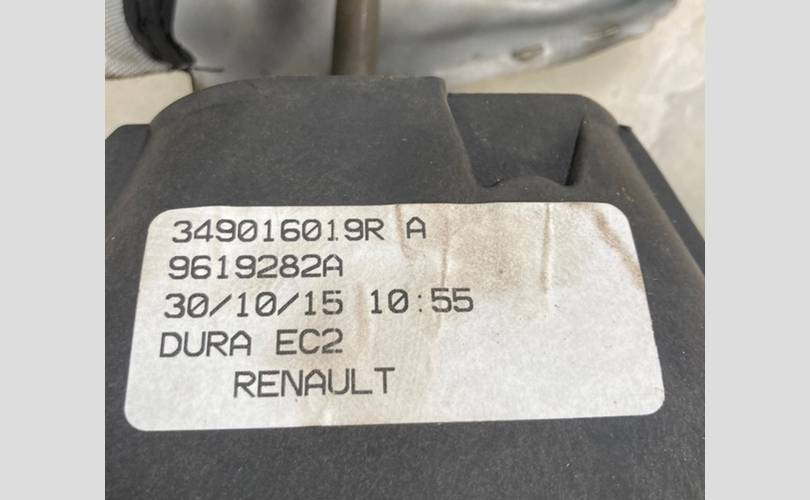 349016019R A
9619282A
30/10/15 10:55
DURA EC2
RENAULT